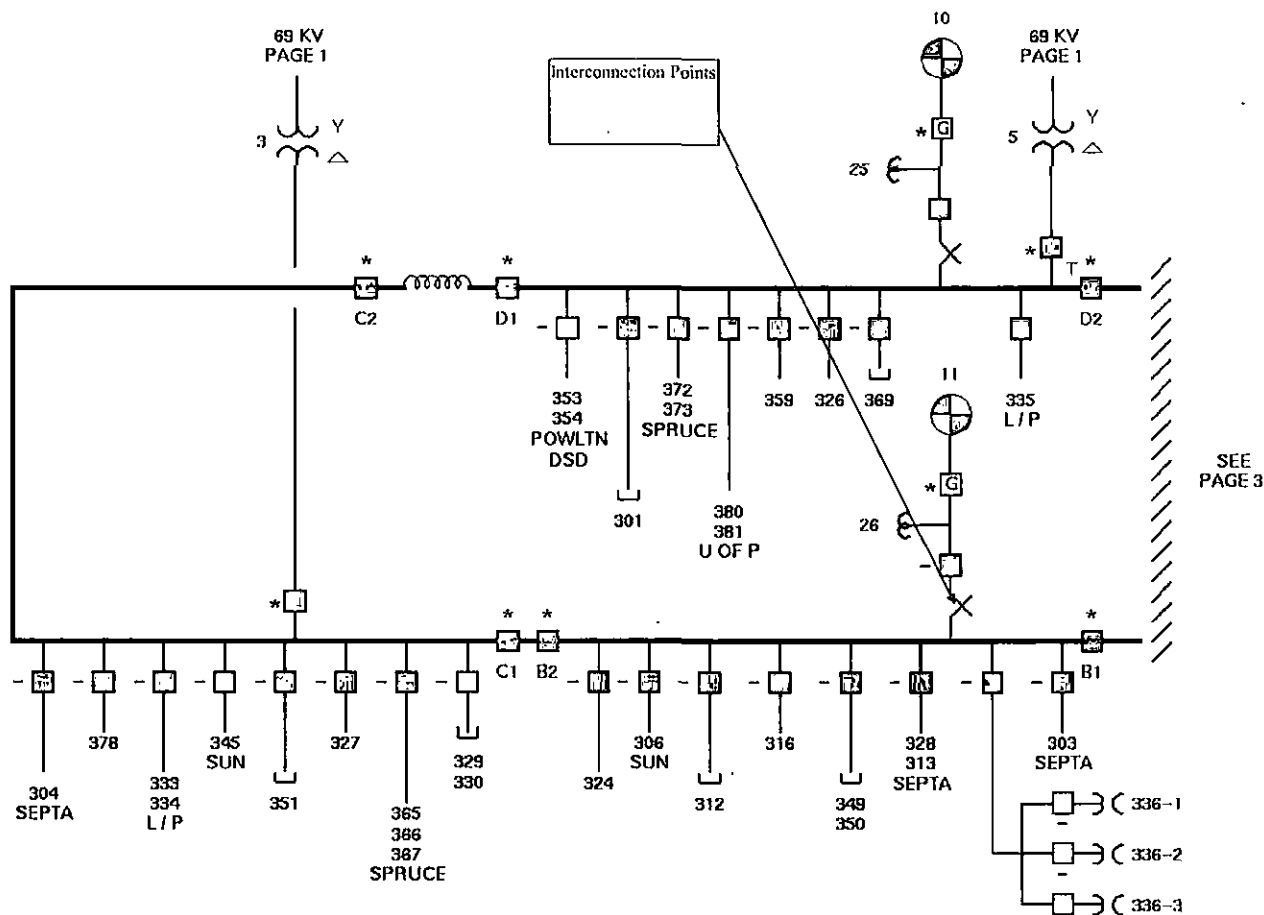 10
69 KV
PAGE 1
Interconnection Points
69 KV
PAGE 1
Y
3
△
* G
Y
5
△
25
*
T
*
*
*
C2
D1
D2
353
354
POWLTN
DSD
301
372
373
SPRUCE
380
381
U OF P
359
326
369
335
L / P
11
* G
26
SEE
PAGE 3
*
*
*
*
C1
B2
B1
304
SEPTA
378
333
334
L / P
345
SUN
351
327
365
366
367
SPRUCE
329
330
324
306
SUN
312
316
349
350
328
313
SEPTA
303
SEPTA
336-1
336-2
336-3